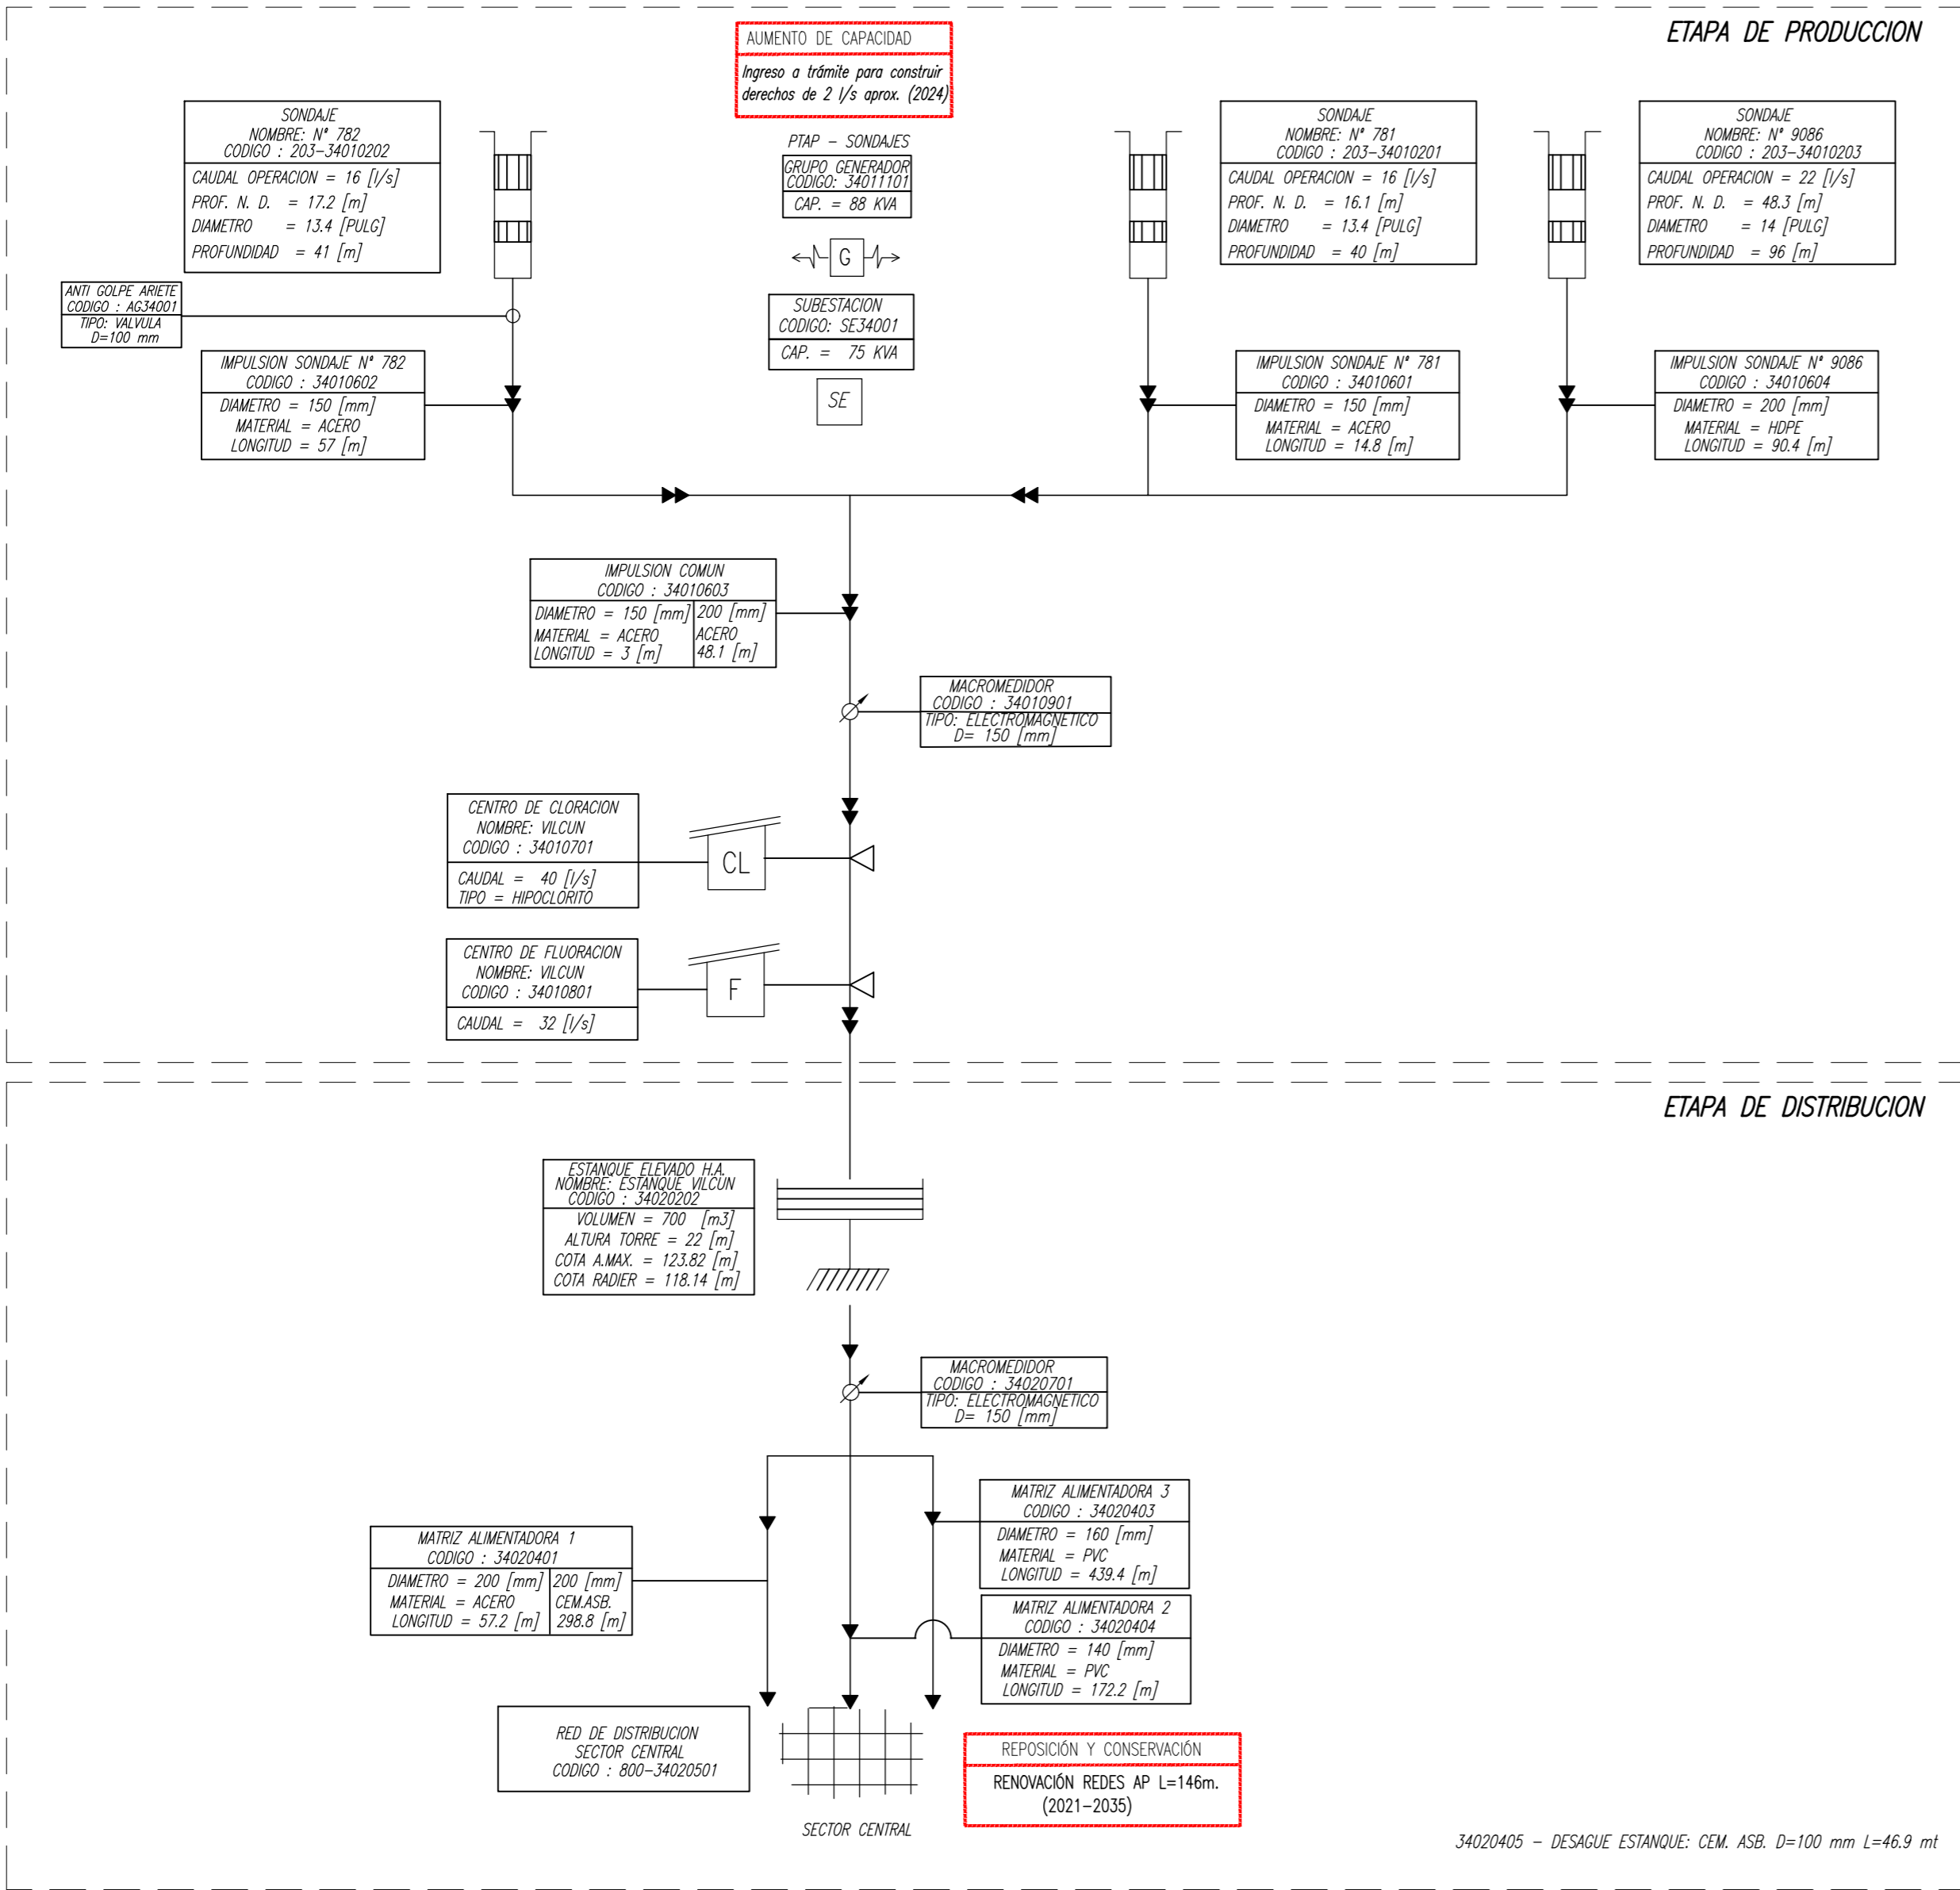 ETAPA DE PRODUCCION
AUMENTO DE CAPACIDAD
Ingreso a trámite para construir
derechos de 2 l/s aprox. (2024)
SONDAJE
NOMBRE: Nº 782
CODIGO : 203-34010202
CAUDAL OPERACION = 16 [l/s]
PROF. N. D. = 17.2 [m]
DIAMETRO = 13.4 [PULG]
PROFUNDIDAD = 41 [m]
PTAP - SONDAJES
GRUPO GENERADOR
CODIGO: 34011101
CAP. = 88 KVA
G
SUBESTACION
CODIGO: SE34001
CAP. = 75 KVA
SE
SONDAJE
NOMBRE: Nº 781
CODIGO : 203-34010201
CAUDAL OPERACION = 16 [l/s]
PROF. N. D. = 16.1 [m]
DIAMETRO = 13.4 [PULG]
PROFUNDIDAD = 40 [m]
SONDAJE
NOMBRE: Nº 9086
CODIGO : 203-34010203
CAUDAL OPERACION = 22 [l/s]
PROF. N. D. = 48.3 [m]
DIAMETRO = 14 [PULG]
PROFUNDIDAD = 96 [m]
ANTI GOLPE ARIETE
CODIGO : AG34001
TIPO: VALVULA
D=100 mm
IMPULSION SONDAJE Nº 782
CODIGO : 34010602
DIAMETRO = 150 [mm]
MATERIAL = ACERO
LONGITUD = 57 [m]
IMPULSION SONDAJE Nº 781
CODIGO : 34010601
DIAMETRO = 150 [mm]
MATERIAL = ACERO
LONGITUD = 14.8 [m]
IMPULSION SONDAJE Nº 9086
CODIGO : 34010604
DIAMETRO = 200 [mm]
MATERIAL = HDPE
LONGITUD = 90.4 [m]
IMPULSION COMUN
CODIGO : 34010603
DIAMETRO = 150 [mm] 200 [mm]
MATERIAL = ACERO ACERO
LONGITUD = 3 [m] 48.1 [m]
MACROMEDIDOR
CODIGO : 34010901
TIPO: ELECTROMAGNETICO
D= 150 [mm]
CENTRO DE CLORACION
NOMBRE: VILCUN
CODIGO : 34010701
CAUDAL = 40 [l/s]
TIPO = HIPOCLORITO
CL
CENTRO DE FLUORACION
NOMBRE: VILCUN
CODIGO : 34010801
CAUDAL = 32 [l/s]
F
ETAPA DE DISTRIBUCION
ESTANQUE ELEVADO H.A.
NOMBRE: ESTANQUE VILCUN
CODIGO : 34020202
VOLUMEN = 700 [m3]
ALTURA TORRE = 22 [m]
COTA A.MAX. = 123.82 [m]
COTA RADIER = 118.14 [m]
MACROMEDIDOR
CODIGO : 34020701
TIPO: ELECTROMAGNETICO
D= 150 [mm]
MATRIZ ALIMENTADORA 3
CODIGO : 34020403
DIAMETRO = 160 [mm]
MATERIAL = PVC
LONGITUD = 439.4 [m]
MATRIZ ALIMENTADORA 1
CODIGO : 34020401
DIAMETRO = 200 [mm] 200 [mm]
MATERIAL = ACERO CEM.ASB.
LONGITUD = 57.2 [m] 298.8 [m]
MATRIZ ALIMENTADORA 2
CODIGO : 34020404
DIAMETRO = 140 [mm]
MATERIAL = PVC
LONGITUD = 172.2 [m]
RED DE DISTRIBUCION
SECTOR CENTRAL
CODIGO : 800-34020501
SECTOR CENTRAL
REPOSICIÓN Y CONSERVACIÓN
RENOVACIÓN REDES AP L=146m.
(2021-2035)
34020405 - DESAGUE ESTANQUE: CEM. ASB. D=100 mm L=46.9 mt